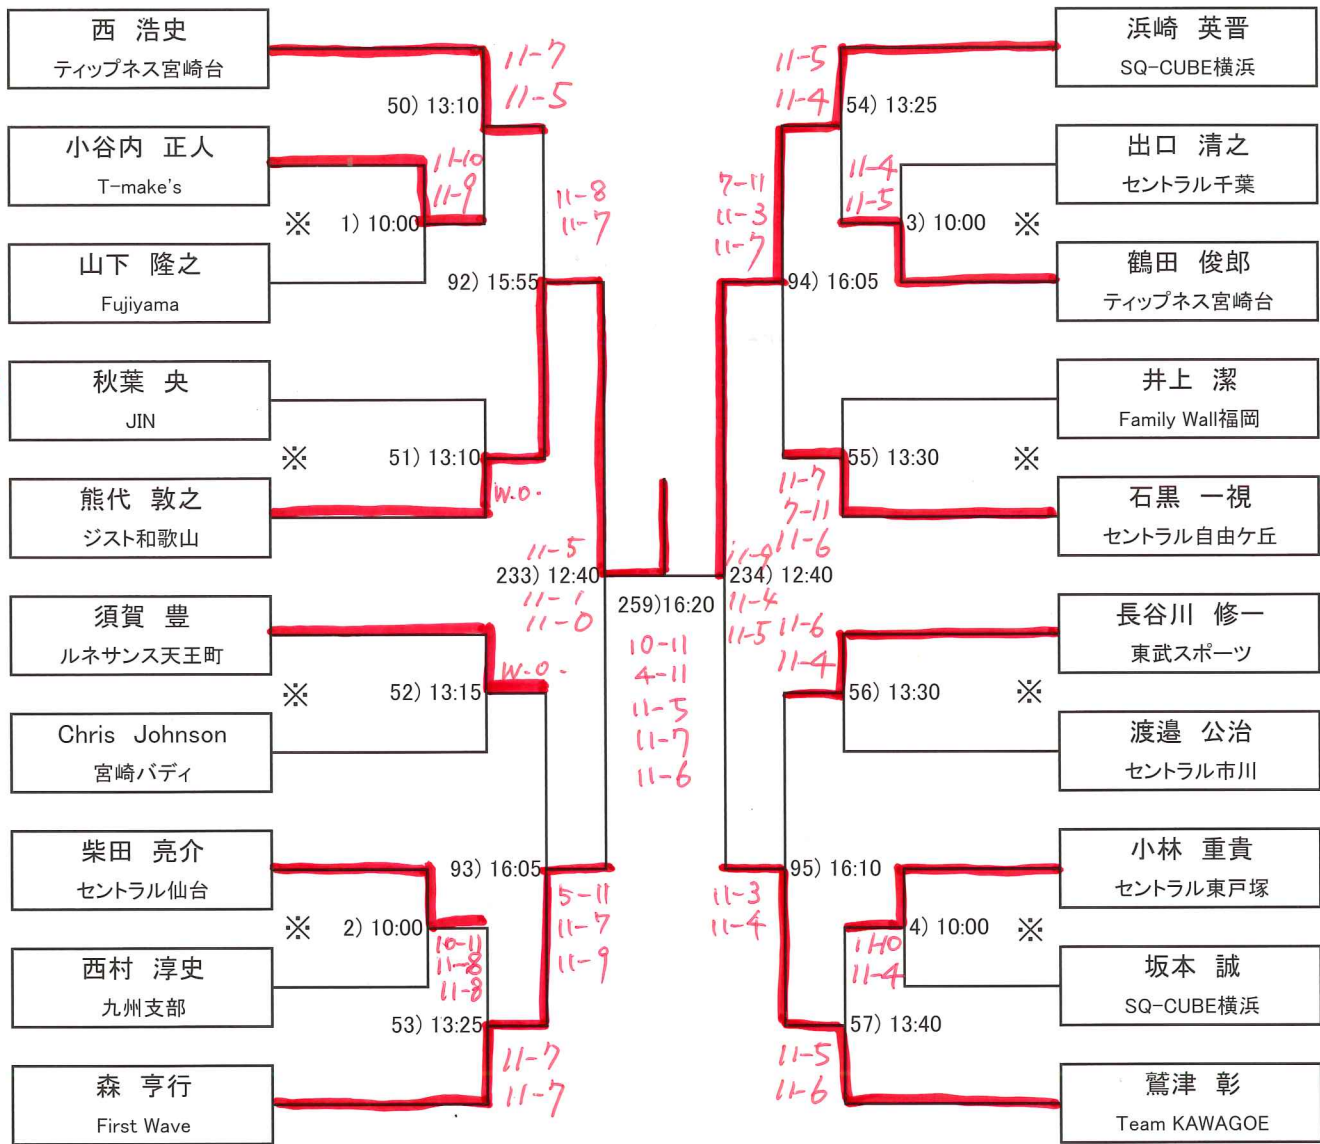 西 浩史
ティップネス宮崎台
50) 13:10
11-7
11-5
小谷内 正人
T-make's
11-10
11-9
※
1) 10:00
山下 隆之
Fujiyama
11-8
11-7
92) 15:55
秋葉 央
JIN
※
51) 13:10
W.O.
熊代 敦之
ジスト和歌山
11-5
233) 12:40
11-1
11-0
須賀 豊
ルネサンス天王町
W.O.
※
52) 13:15
Chris Johnson
宮崎バディ
柴田 亮介
セントラル仙台
93) 16:05
5-11
11-7
11-9
※
2) 10:00
10-11
11-8
11-8
西村 淳史
九州支部
53) 13:25
11-7
11-7
森 亨行
First Wave
259)16:20
10-11
4-11
11-5
11-7
11-6
浜崎 英晋
SQ-CUBE横浜
11-5
11-4
54) 13:25
出口 清之
セントラル千葉
11-4
11-5
3) 10:00
※
7-11
11-3
11-7
鶴田 俊郎
ティップネス宮崎台
94) 16:05
井上 潔
Family Wall福岡
55) 13:30
※
11-7
7-11
11-6
石黒 一視
セントラル自由ケ丘
11-9
234) 12:40
11-4
11-5
長谷川 修一
東武スポーツ
11-6
11-4
56) 13:30
※
渡邉 公治
セントラル市川
小林 重貴
セントラル東戸塚
95) 16:10
11-3
11-4
4) 10:00
※
11-10
11-4
坂本 誠
SQ-CUBE横浜
57) 13:40
11-5
11-6
鷲津 彰
Team KAWAGOE